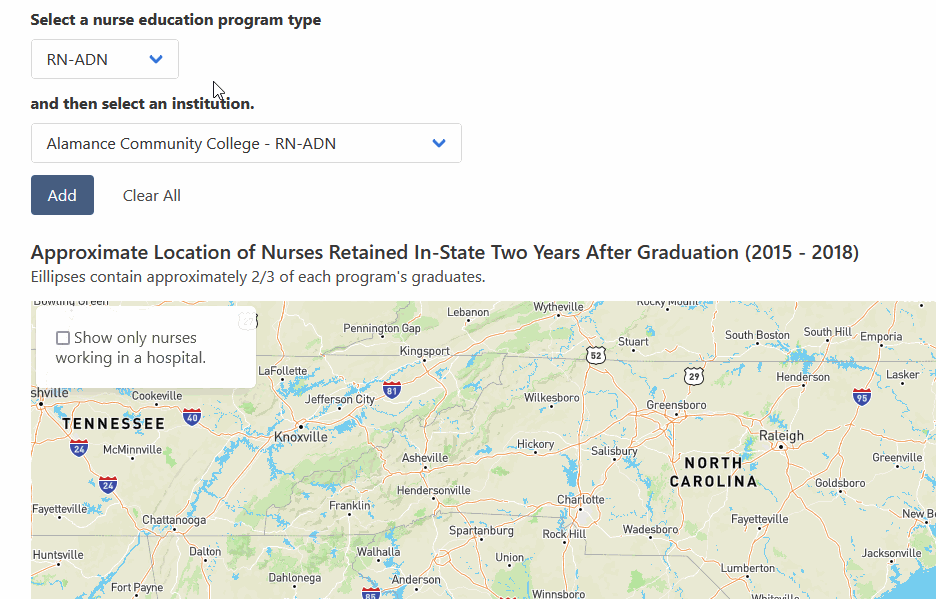 Select a nurse education program type
RN-ADN
and then select an institution.
Alamance Community College - RN-ADN
Add Clear All
Approximate Location of Nurses Retained In-State Two Years After Graduation (2015 - 2018)
Eillipses contain approximately 2/3 of each program's graduates.
Bowling Green
Rocky Mount
Wytheville
Lebanon
27
Show only nurses
working in a hospital.
Pennington Gap
South Boston
South Hill
Emporia
Stuart
Kingsport
52
LaFollette
29
Henderson
Lasker
shville
Cookeville
Jefferson City
81
Wilkesboro
Greensboro
95
TENNESSEE
40
Knoxville
Raleigh
24
McMinnville
Hickory
Salisbury
Asheville
NORTH
CAROLINA
Greenville
24
Hendersonville
Goldsboro
Fayetteville
Franklin
Charlotte
Chattanooga
Spartanburg
Rock Hill
Wadesboro
Fayetteville
New Be
Huntsville
Dalton
Walhalla
Union
Jacksonville
Dahlonega
Anderson
Lumberton
Fort Payne
85
Winnsboro
Whiteville